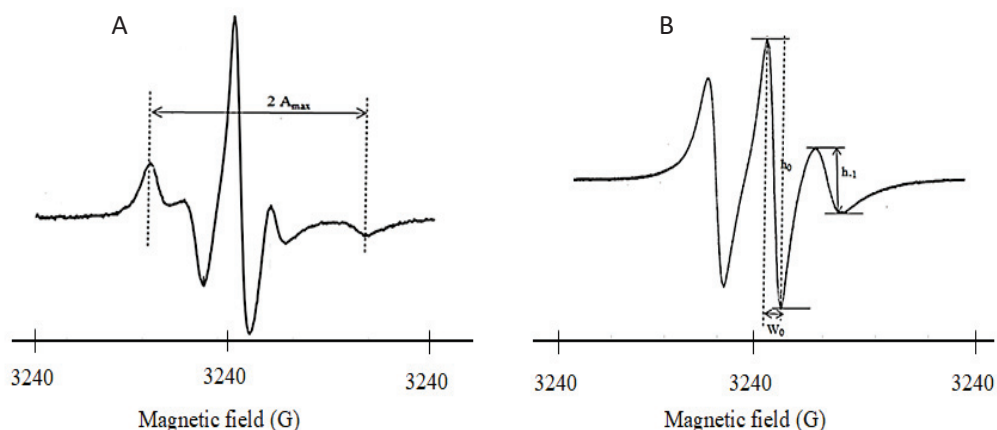 A
2 Amax
3240 3240 3240
Magnetic field (G)
B
h0
h-1
W0
3240 3240 3240
Magnetic field (G)